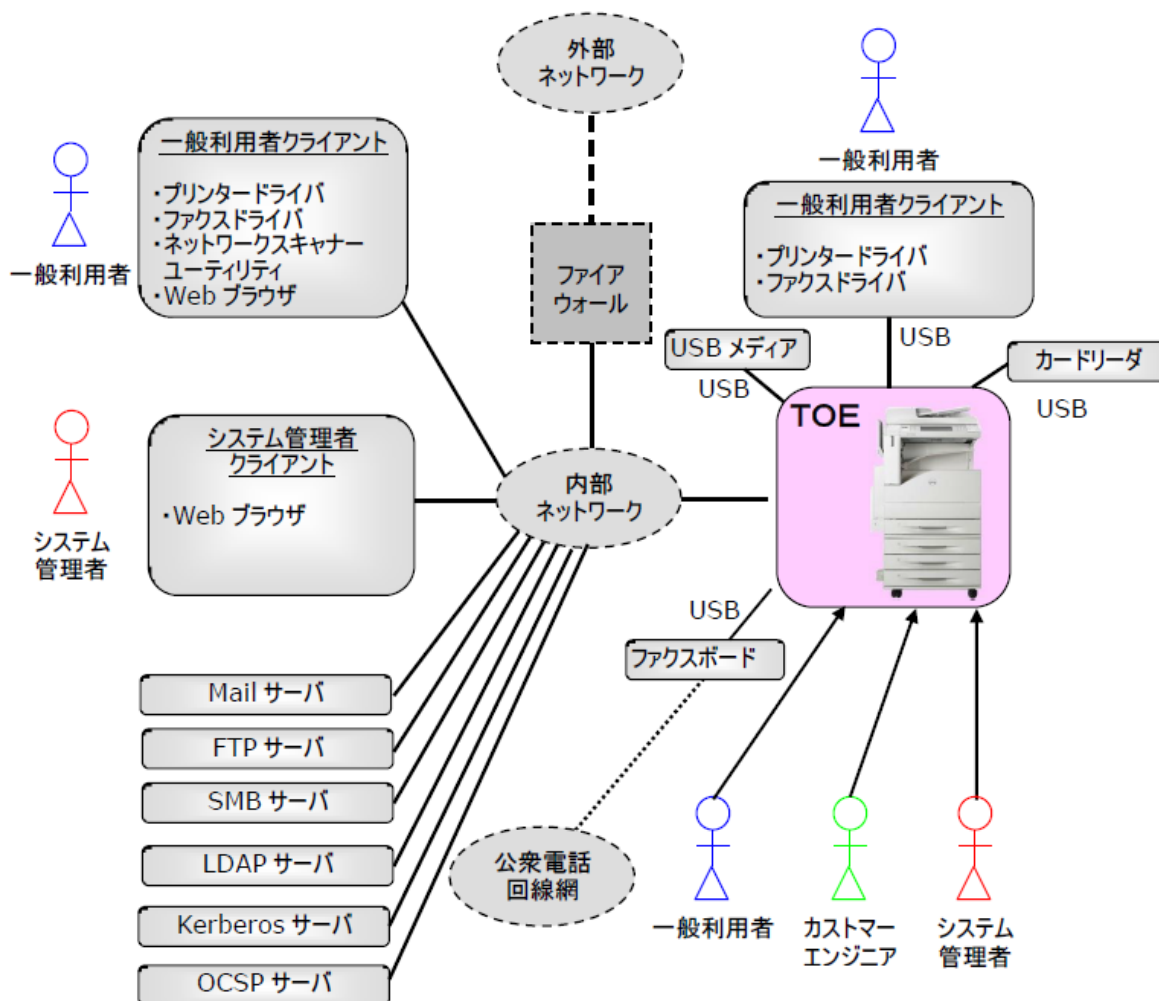 外部
ネットワーク
一般利用者
一般利用者クライアント
・プリンタードライバ
・ファクスドライバ
・ネットワークスキャナー
ユーティリティ
・Web ブラウザ
一般利用者
ファイア
ウォール
一般利用者クライアント
・プリンタードライバ
・ファクスドライバ
USB
USB メディア
USB
カードリーダ
USB
TOE
システム管理者
クライアント
・Web ブラウザ
システム
管理者
内部
ネットワーク
USB
ファクスボード
Mail サーバ
FTP サーバ
SMB サーバ
LDAP サーバ
Kerberos サーバ
OCSP サーバ
公衆電話
回線網
一般利用者
カストマー
エンジニア
システム
管理者